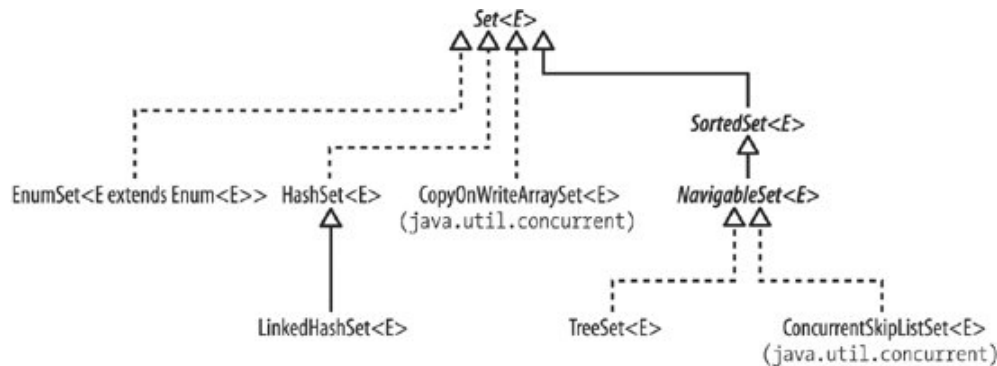 Set<E>
SortedSet<E>
EnumSet<E extends Enum<E>> HashSet<E> CopyOnWriteArraySet<E> NavigableSet<E>
(java.util.concurrent)
LinkedHashSet<E> TreeSet<E> ConcurrentSkipListSet<E>
(java.util.concurrent)